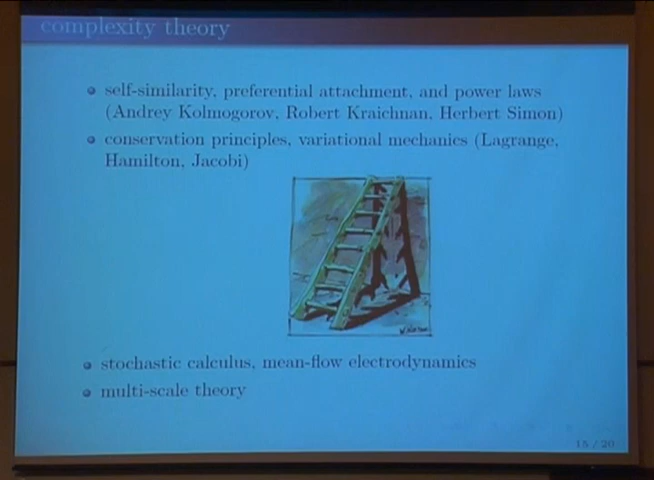 complexity theory
self-similarity, preferential attachment, and power laws
(Andrey Kolmogorov, Robert Kraichnan, Herbert Simon)
conservation principles, variational mechanics (Lagrange,
Hamilton, Jacobi)
stochastic calculus, mean-flow electrodynamics
multi-scale theory
15 / 20